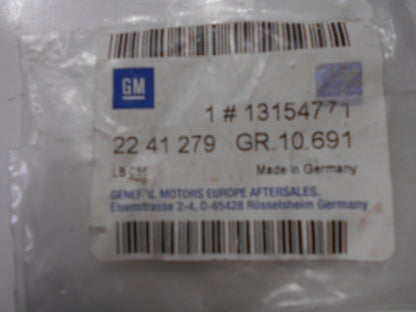 GM
1 # 13154771
22 41 279 GR.10.691
LB
Made in Germany
GENERAL MOTORS EUROPE AFTERSALES.
Eisenstrasse 2-4, D-65428 Rüsselsheim Germany